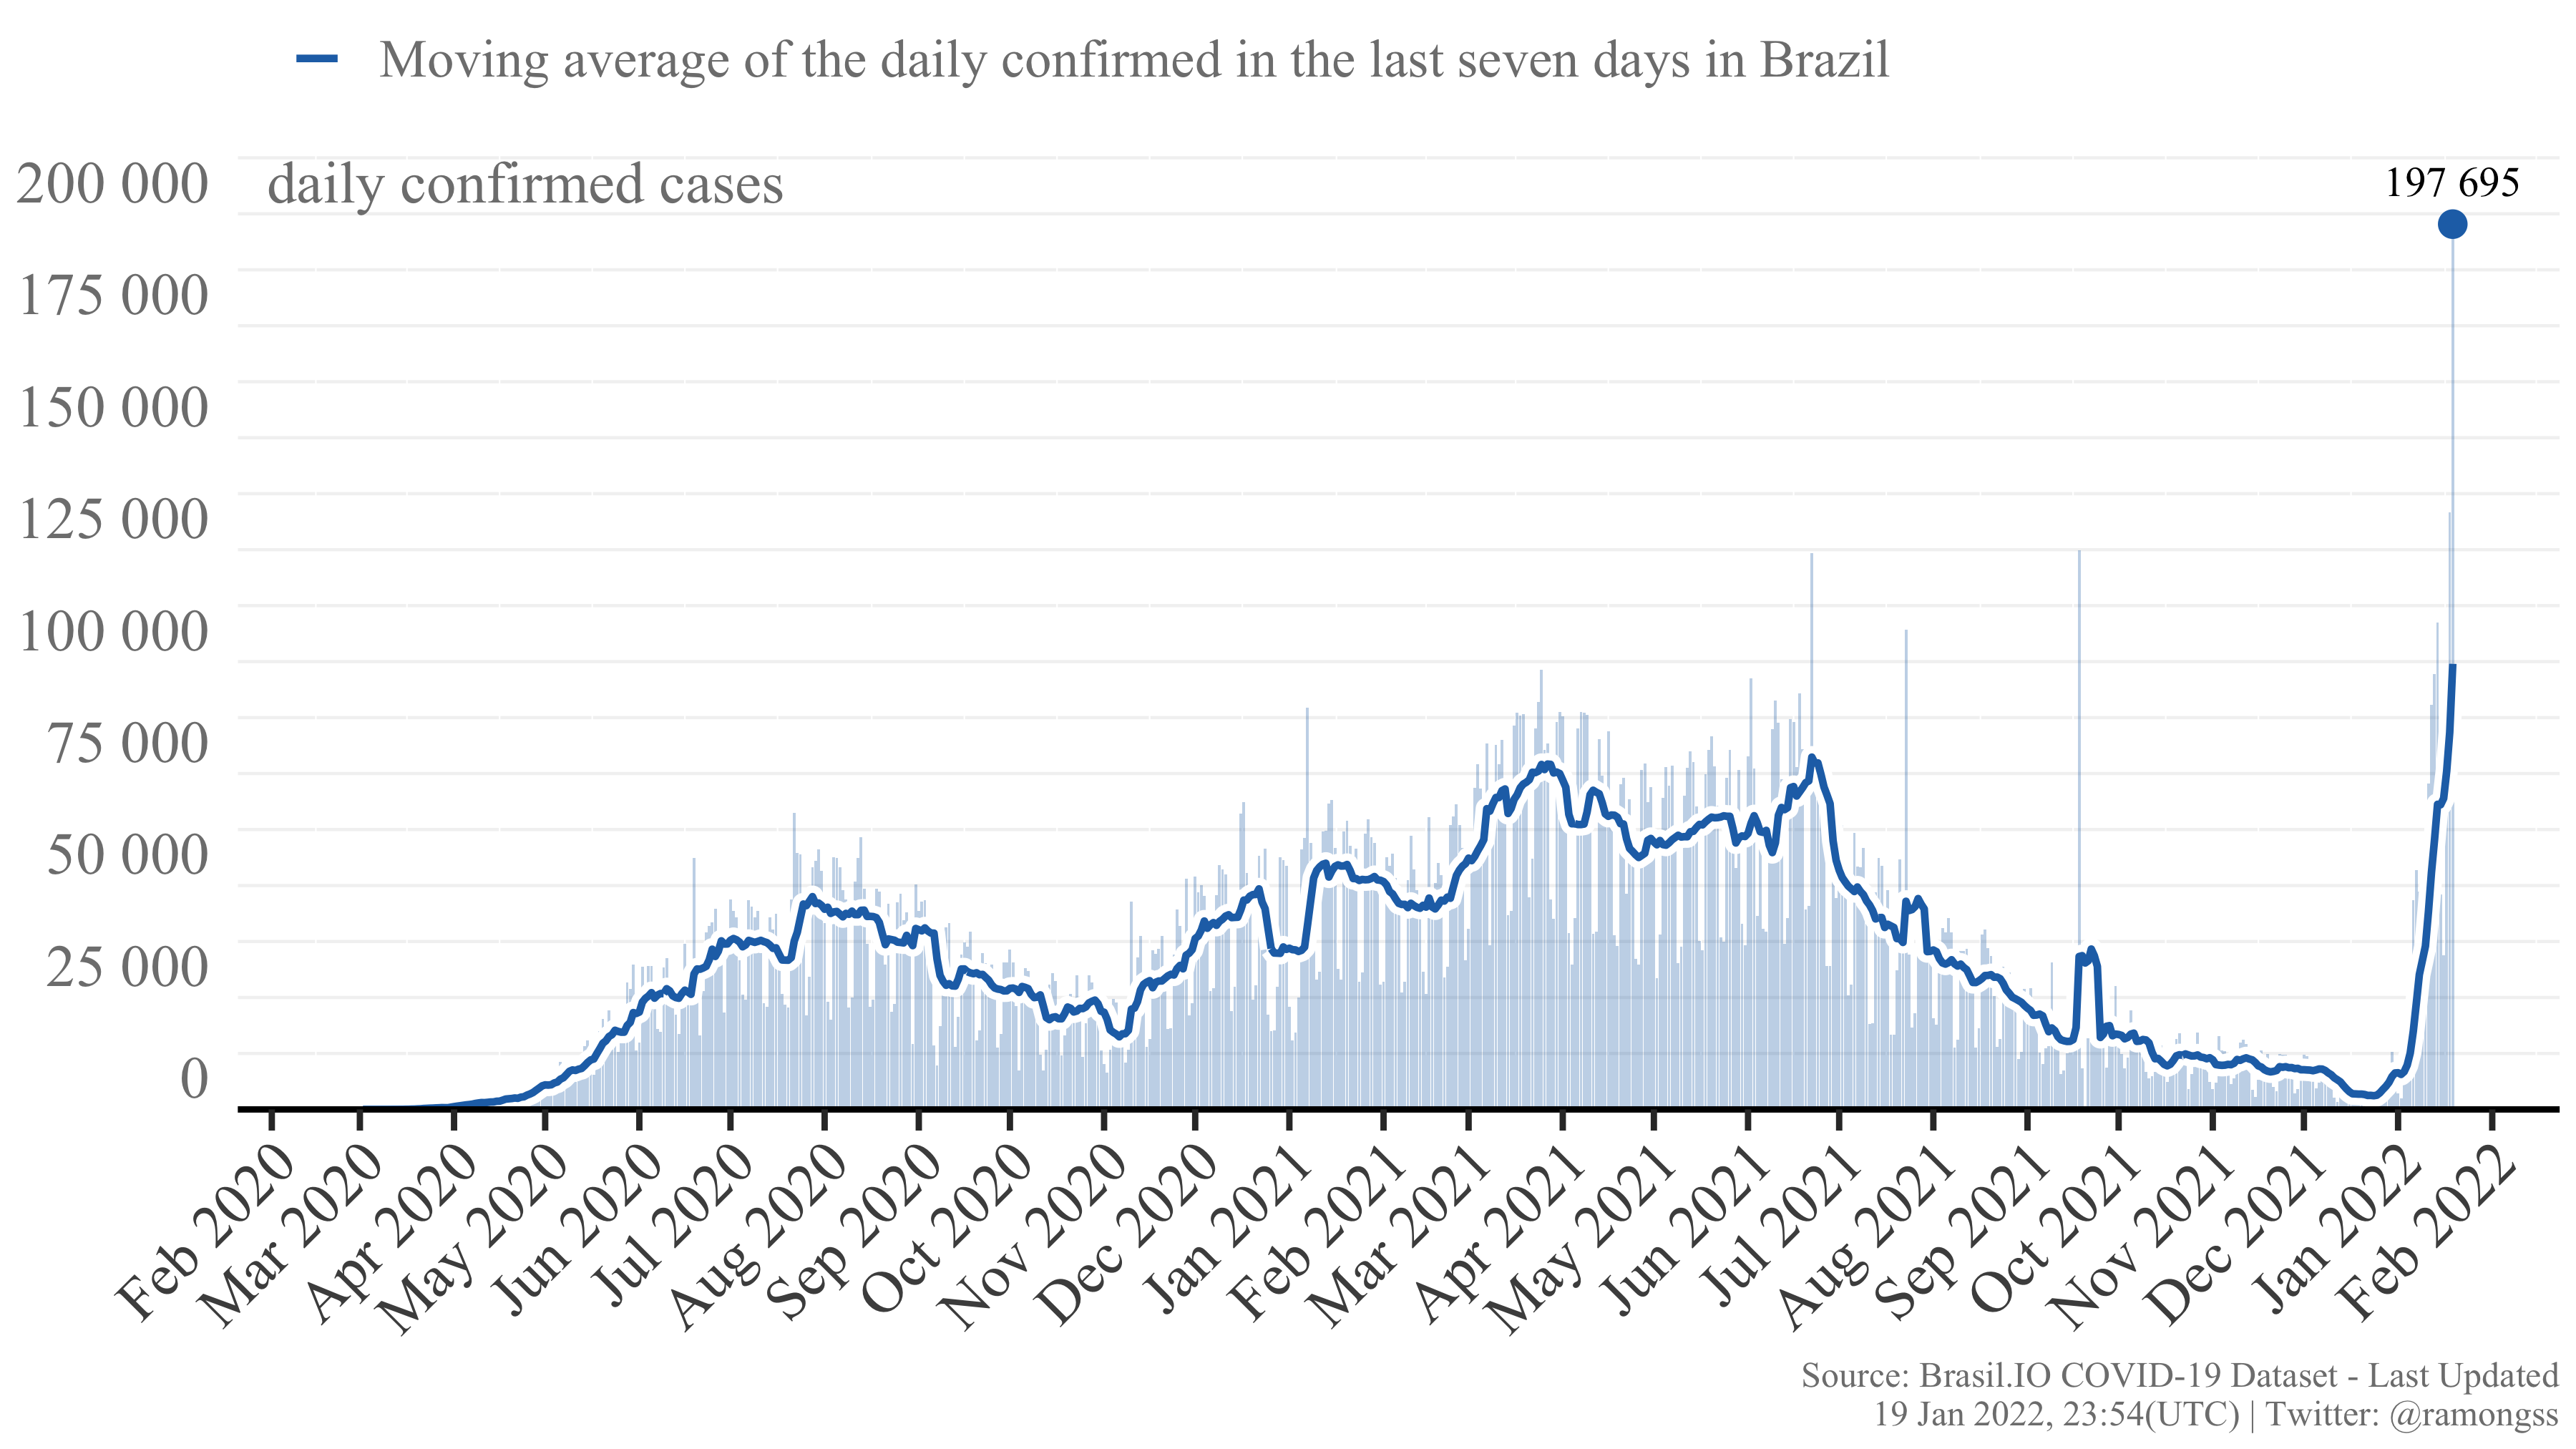 Moving average of the daily confirmed in the last seven days in Brazil
daily confirmed cases
197 695
200 000
175 000
150 000
125 000
100 000
75 000
50 000
25 000
0
Feb 2020
Mar 2020
Apr 2020
May 2020
Jun 2020
Jul 2020
Aug 2020
Sep 2020
Oct 2020
Nov 2020
Dec 2020
Jan 2021
Feb 2021
Mar 2021
Apr 2021
May 2021
Jun 2021
Jul 2021
Aug 2021
Sep 2021
Oct 2021
Nov 2021
Dec 2021
Jan 2022
Feb 2022
Source: Brasil.IO COVID-19 Dataset - Last Updated
19 Jan 2022, 23:54(UTC) | Twitter: @ramongss